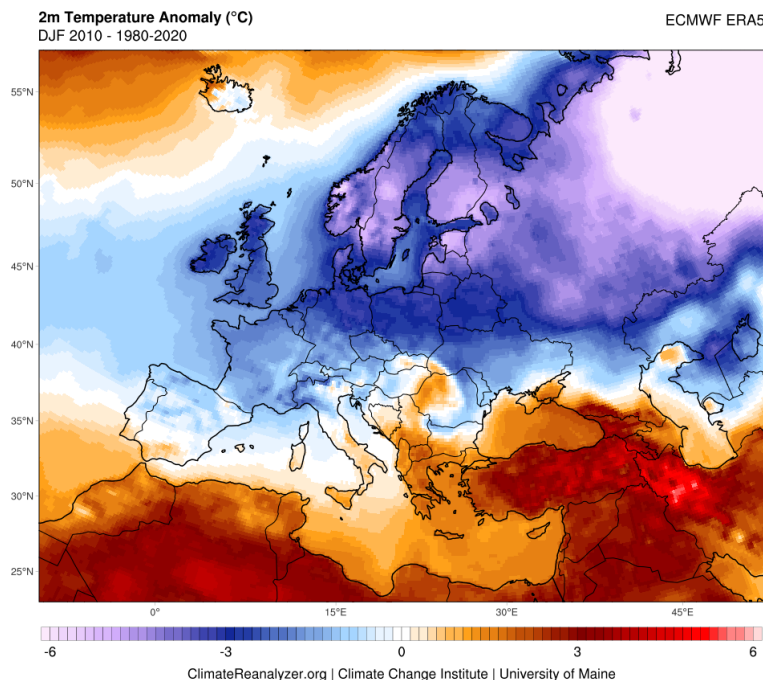 2m Temperature Anomaly (°C)
ECMWF ERA5
DJF 2010 - 1980-2020
55°N
50°N
45°N
40°N
35°N
30°N
25°N
0°
15°E
30°E
45°E
-6
-3
0
3
6
ClimateReanalyzer.org | Climate Change Institute | University of Maine